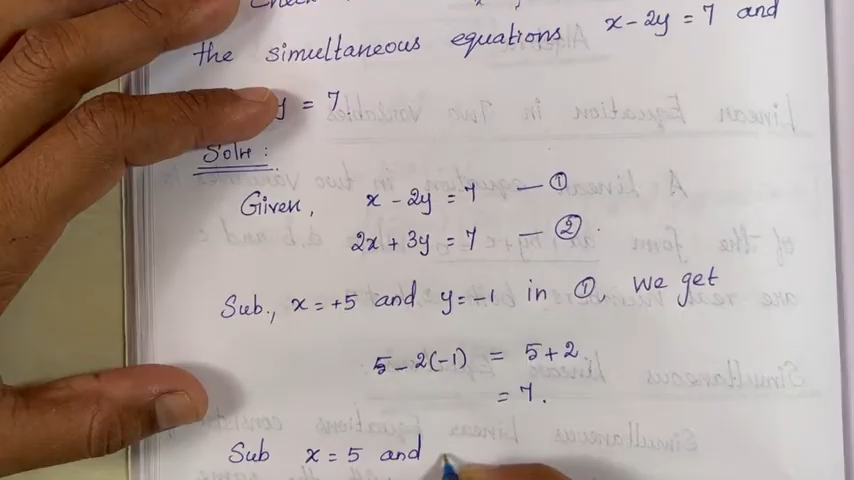 the simultaneous equations x - 2y = 7 and
y = 7.
Soln:
Given, x - 2y = 7 — ①
2x + 3y = 7 — ②.
Sub., x = +5 and y = -1 in ①, we get
5 - 2(-1) = 5 + 2
= 7.
Sub x = 5 and